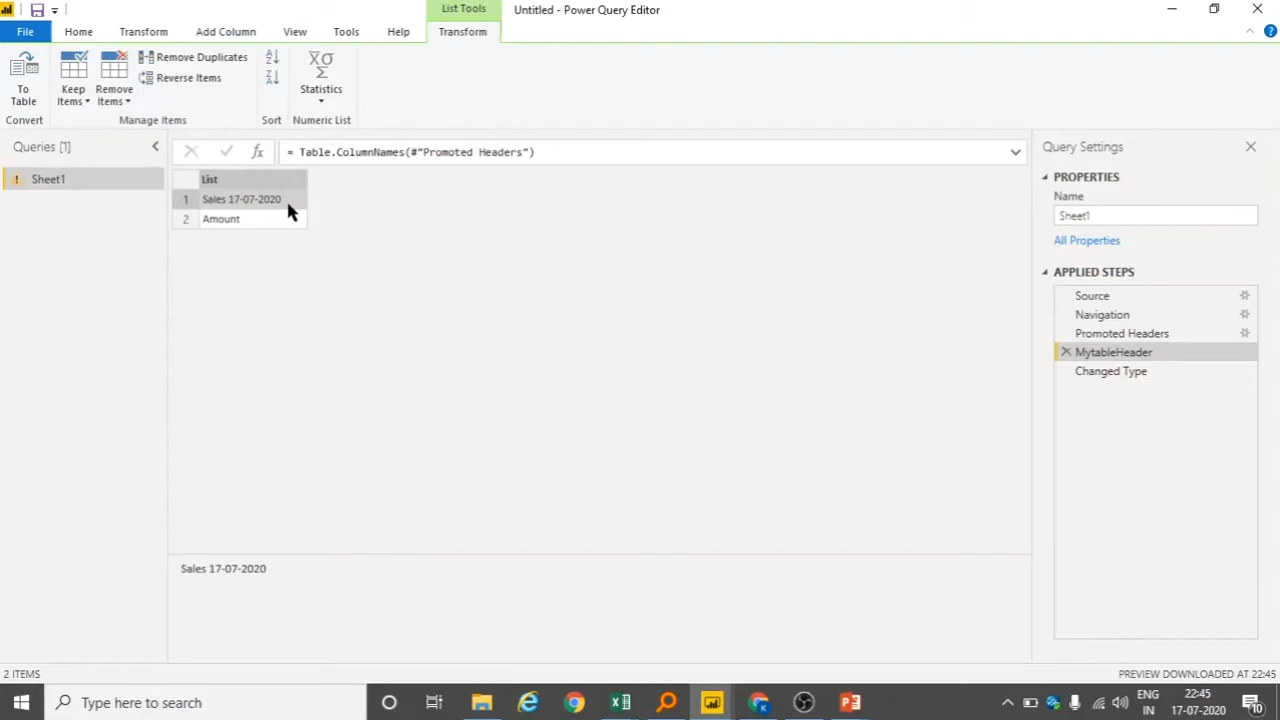 List Tools
Untitled - Power Query Editor
File
Home
Transform
Add Column
View
Tools
Help
Transform
To
Table
Keep
Items
Remove
Items
Remove Duplicates
Reverse Items
Statistics
Convert
Manage Items
Sort
Numeric List
Queries [1]
= Table.ColumnNames(#"Promoted Headers")
Query Settings
Sheet1
List
1 Sales 17-07-2020
2 Amount
PROPERTIES
Name
Sheet1
All Properties
APPLIED STEPS
Source
Navigation
Promoted Headers
MytableHeader
Changed Type
Sales 17-07-2020
2 ITEMS
PREVIEW DOWNLOADED AT 22:45
Type here to search
ENG
IN
22:45
17-07-2020
10